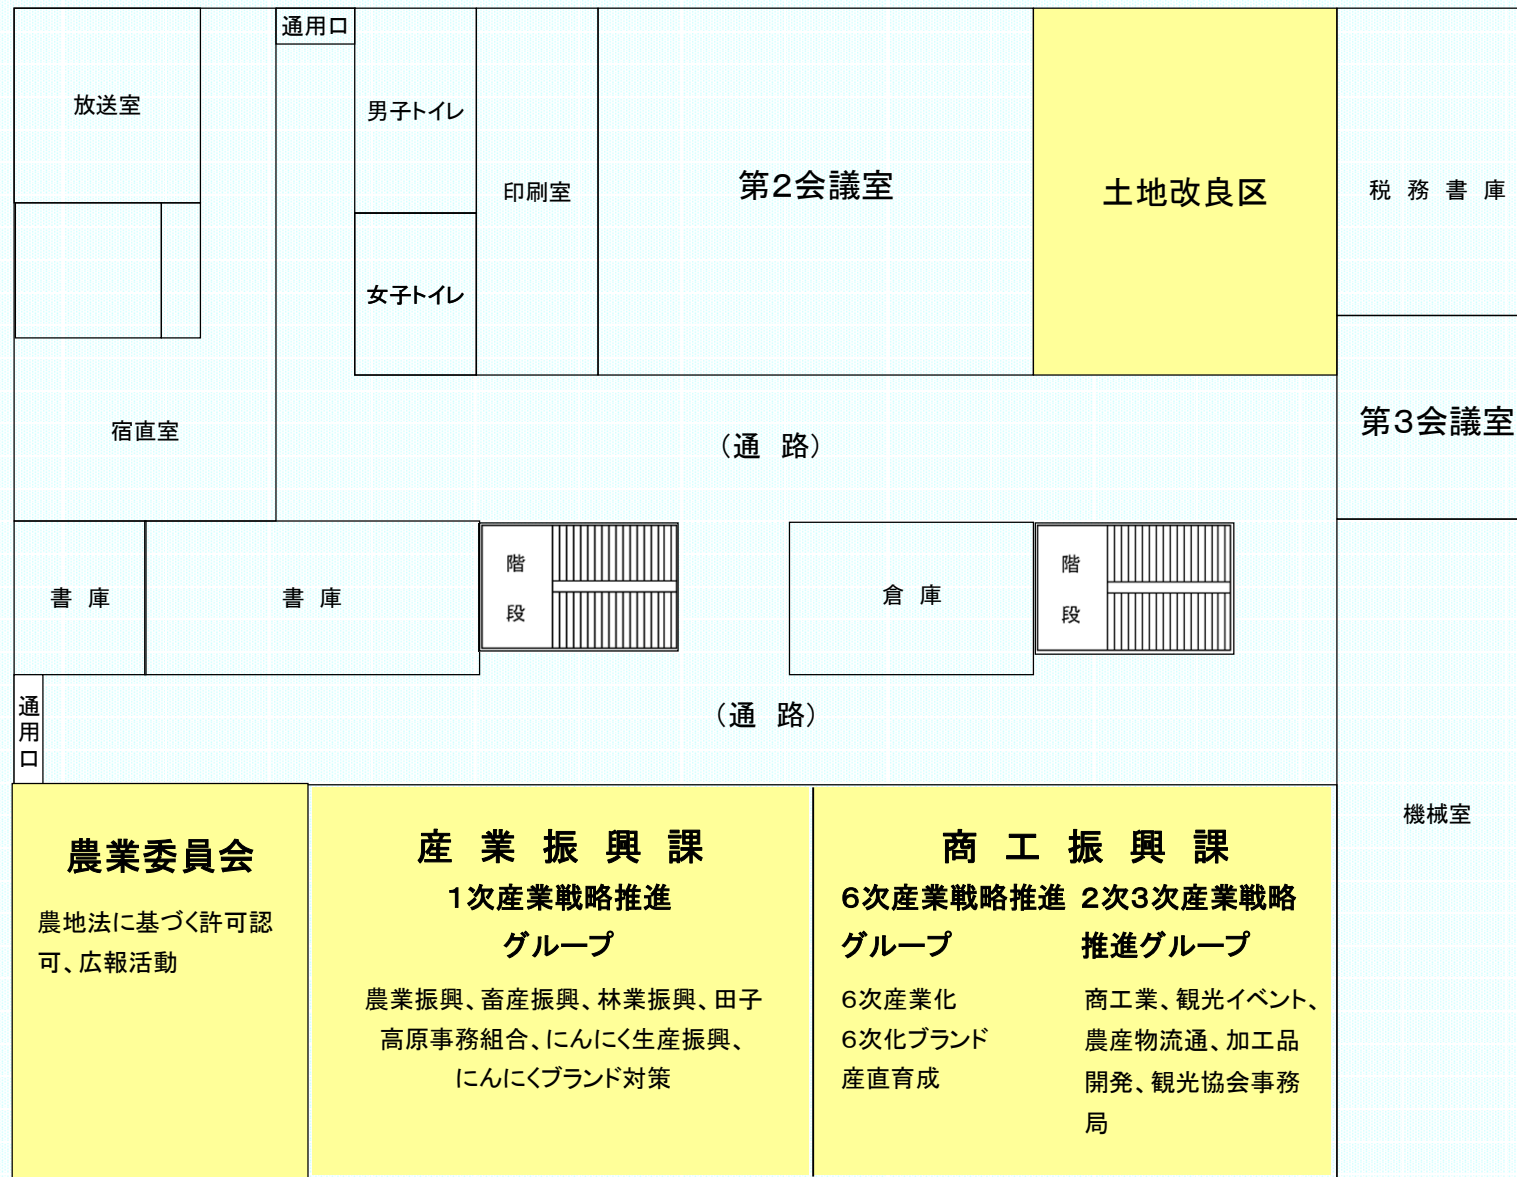 通用口
放送室
男子トイレ
印刷室
第2会議室
土地改良区
税 務 書 庫
女子トイレ
宿直室
(通 路)
第3会議室
書 庫
書 庫
階
段
倉 庫
階
段
通
用
口
(通 路)
機械室
農業委員会
農地法に基づく許可認
可、広報活動
産 業 振 興 課
1次産業戦略推進
グループ
農業振興、畜産振興、林業振興、田子
高原事務組合、にんにく生産振興、
にんにくブランド対策
商 工 振 興 課
6次産業戦略推進
グループ
6次産業化
6次化ブランド
産直育成
2次3次産業戦略
推進グループ
商工業、観光イベント、
農産物流通、加工品
開発、観光協会事務
局